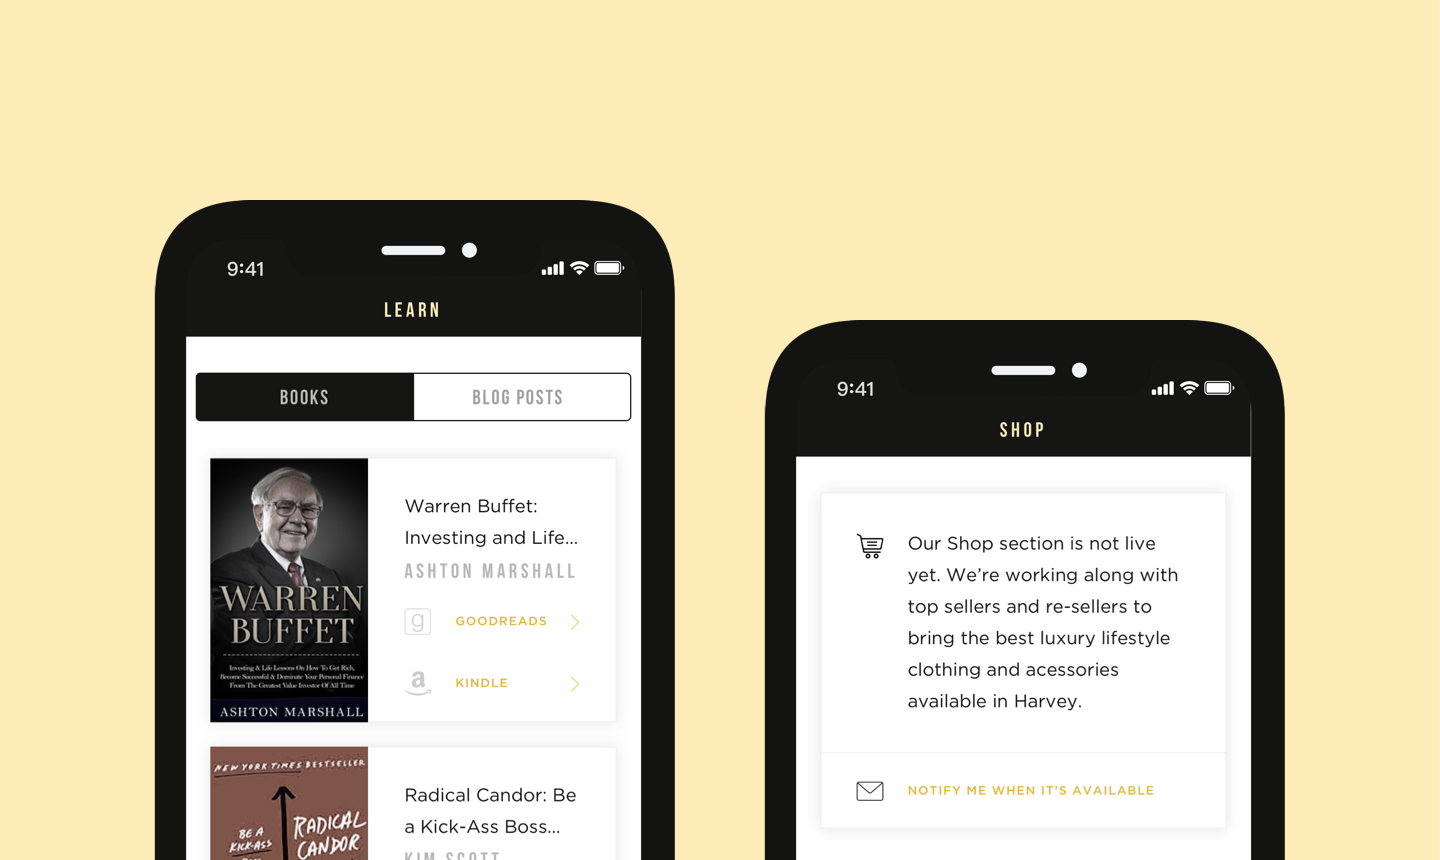 9:41
LEARN
BOOKS
BLOG POSTS
WARREN
BUFFET
Investing & Life Lessons On How To Get Rich,
Become Successful & Dominate Your Personal Finance
From The Greatest Value Investor Of All Time
ASHTON MARSHALL
Warren Buffet:
Investing and Life...
ASHTON MARSHALL
g
GOODREADS
a
KINDLE
NEW YORK TIMES BESTSELLER
BE A
KICK-ASS
RADICAL
CANDOR
Radical Candor: Be
a Kick-Ass Boss...
KIM SCOTT
9:41
SHOP
Our Shop section is not live
yet. We’re working along with
top sellers and re-sellers to
bring the best luxury lifestyle
clothing and acessories
available in Harvey.
NOTIFY ME WHEN IT’S AVAILABLE